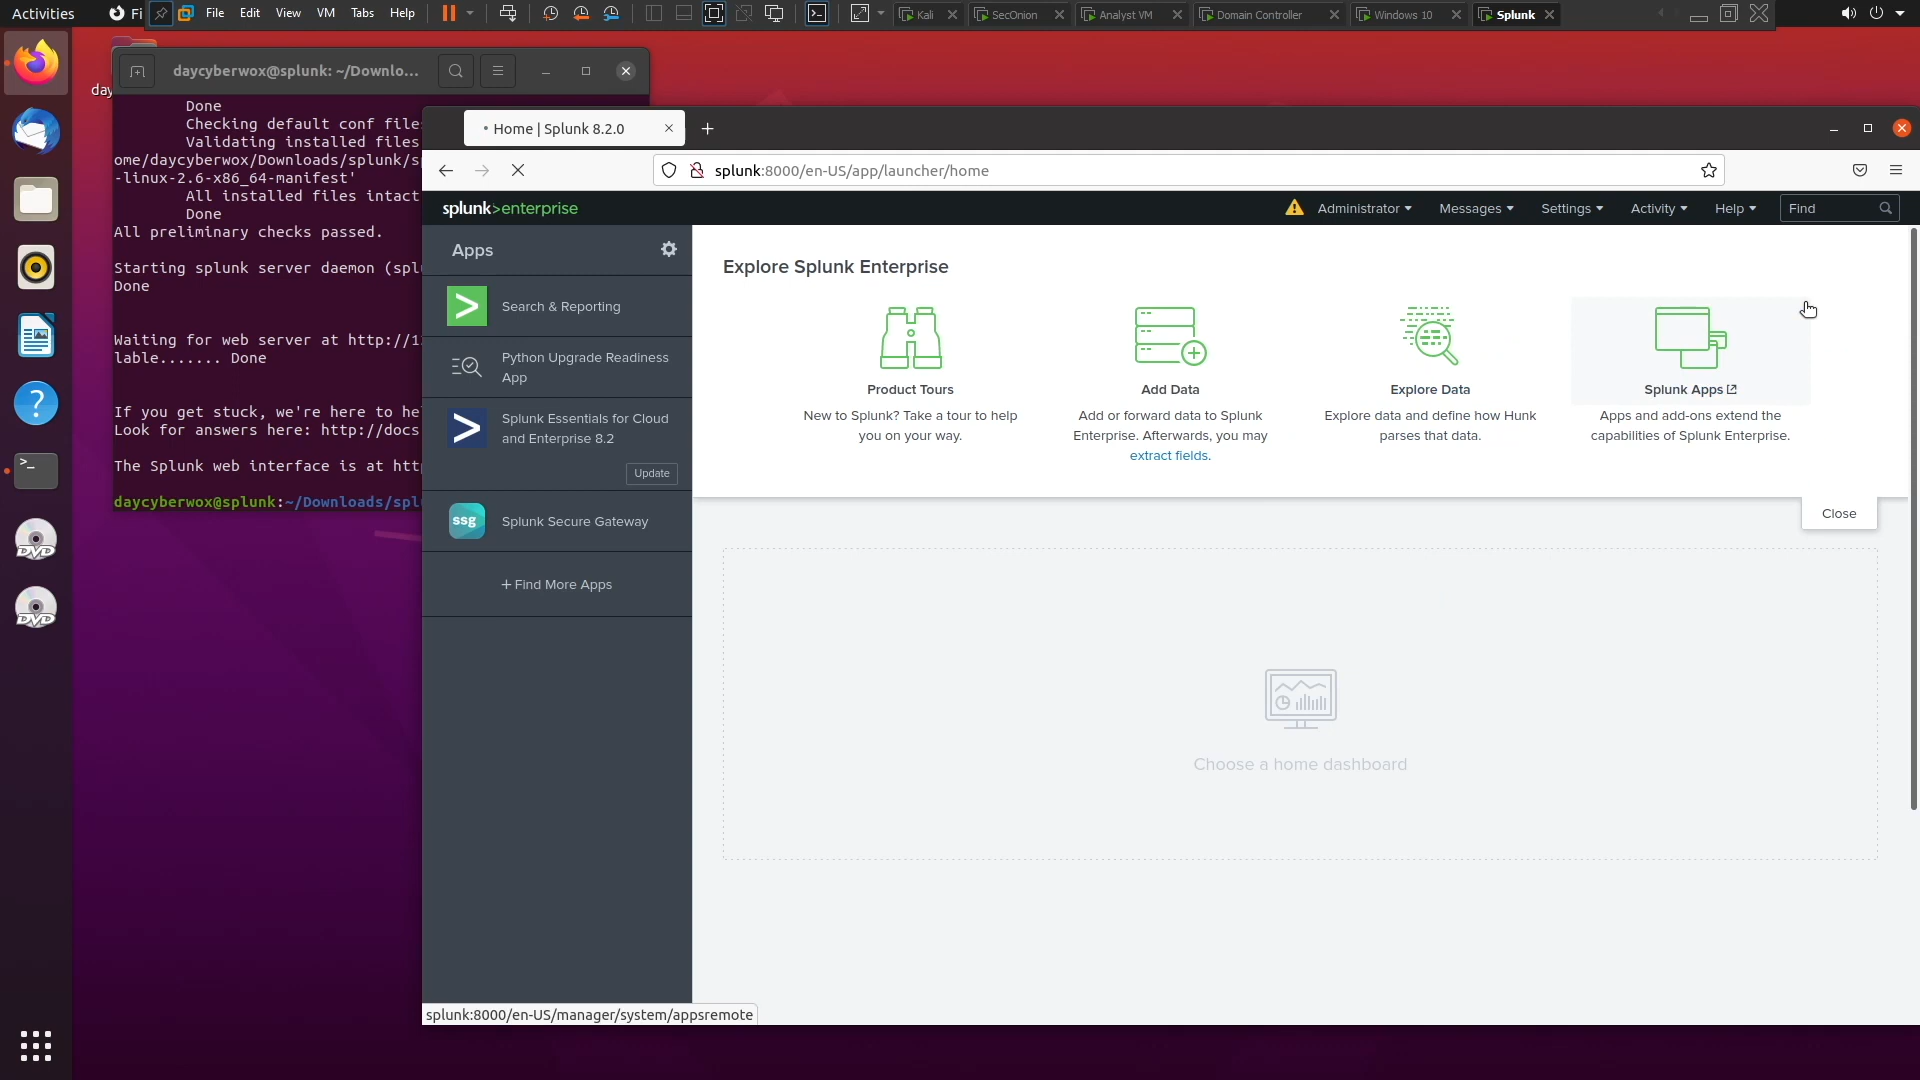 Activities
Fi
File Edit View VM Tabs Help
Kali
SecOnion
Analyst VM
Domain Controller
Windows 10
Splunk
day
daycyberwox@splunk: ~/Downlo...
Done
Checking default conf file
Validating installed files
ome/daycyberwox/Downloads/splunk/s
-linux-2.6-x86_64-manifest'
All installed files intact
Done
All preliminary checks passed.
Starting splunk server daemon (spl
Done
Waiting for web server at http://1
lable....... Done
If you get stuck, we're here to he
Look for answers here: http://docs
The Splunk web interface is at htt
daycyberwox@splunk:~/Downloads/spl
Home | Splunk 8.2.0
splunk:8000/en-US/app/launcher/home
splunk>enterprise
Administrator Messages Settings Activity Help Find
Apps
Search & Reporting
Python Upgrade Readiness
App
Splunk Essentials for Cloud
and Enterprise 8.2
Update
ssg
Splunk Secure Gateway
+ Find More Apps
Explore Splunk Enterprise
Product Tours
New to Splunk? Take a tour to help
you on your way.
Add Data
Add or forward data to Splunk
Enterprise. Afterwards, you may
extract fields.
Explore Data
Explore data and define how Hunk
parses that data.
Splunk Apps
Apps and add-ons extend the
capabilities of Splunk Enterprise.
Close
Choose a home dashboard
splunk:8000/en-US/manager/system/appsremote
DVD
DVD